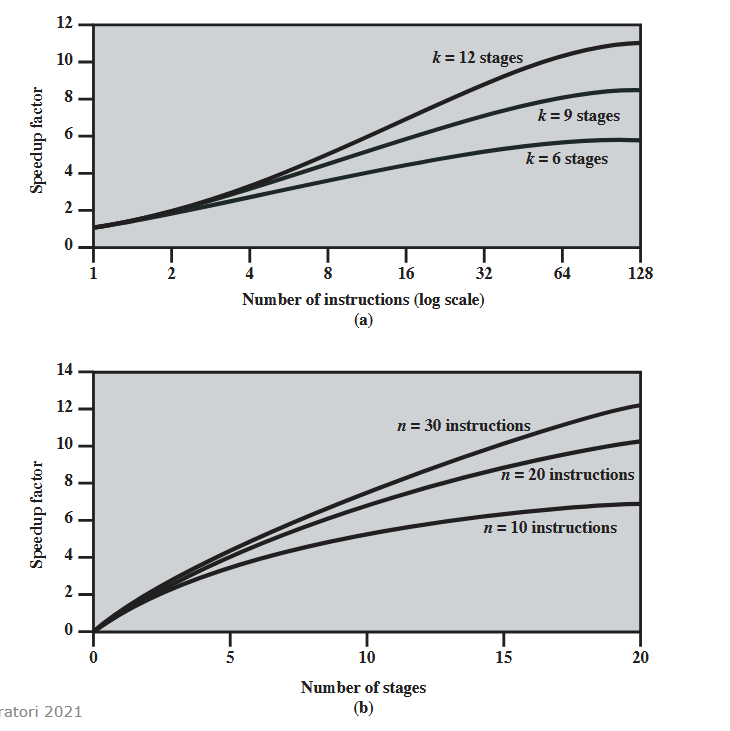 12
10
8
6
4
2
0
Speedup factor
k = 12 stages
k = 9 stages
k = 6 stages
1 2 4 8 16 32 64 128
Number of instructions (log scale)
(a)
14
12
10
8
6
4
2
0
Speedup factor
n = 30 instructions
n = 20 instructions
n = 10 instructions
0 5 10 15 20
Number of stages
(b)
ratori 2021